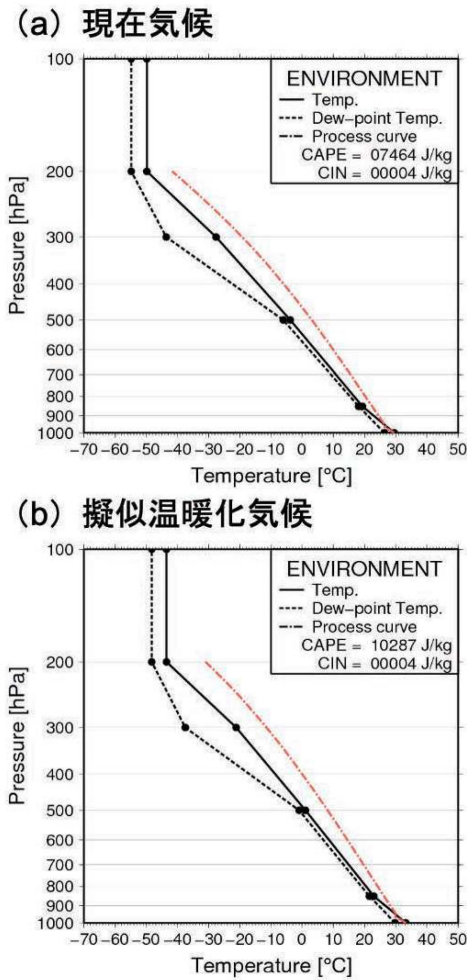 (a) 現在気候
ENVIRONMENT
Temp.
Dew-point Temp.
Process curve
CAPE = 07464 J/kg
CIN = 00004 J/kg
Pressure [hPa]
100
200
300
400
500
600
700
800
900
1000
−70 −60 −50 −40 −30 −20 −10 0 10 20 30 40 50
Temperature [°C]
(b) 擬似温暖化気候
ENVIRONMENT
Temp.
Dew-point Temp.
Process curve
CAPE = 10287 J/kg
CIN = 00004 J/kg
Pressure [hPa]
100
200
300
400
500
600
700
800
900
1000
−70 −60 −50 −40 −30 −20 −10 0 10 20 30 40 50
Temperature [°C]